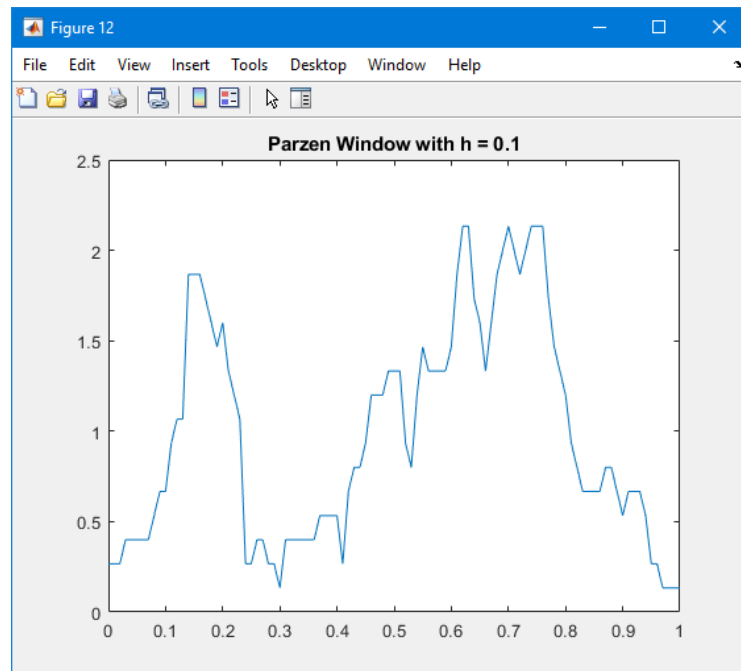 Figure 12
File Edit View Insert Tools Desktop Window Help
Parzen Window with h = 0.1
2.5
2
1.5
1
0.5
0
0 0.1 0.2 0.3 0.4 0.5 0.6 0.7 0.8 0.9 1